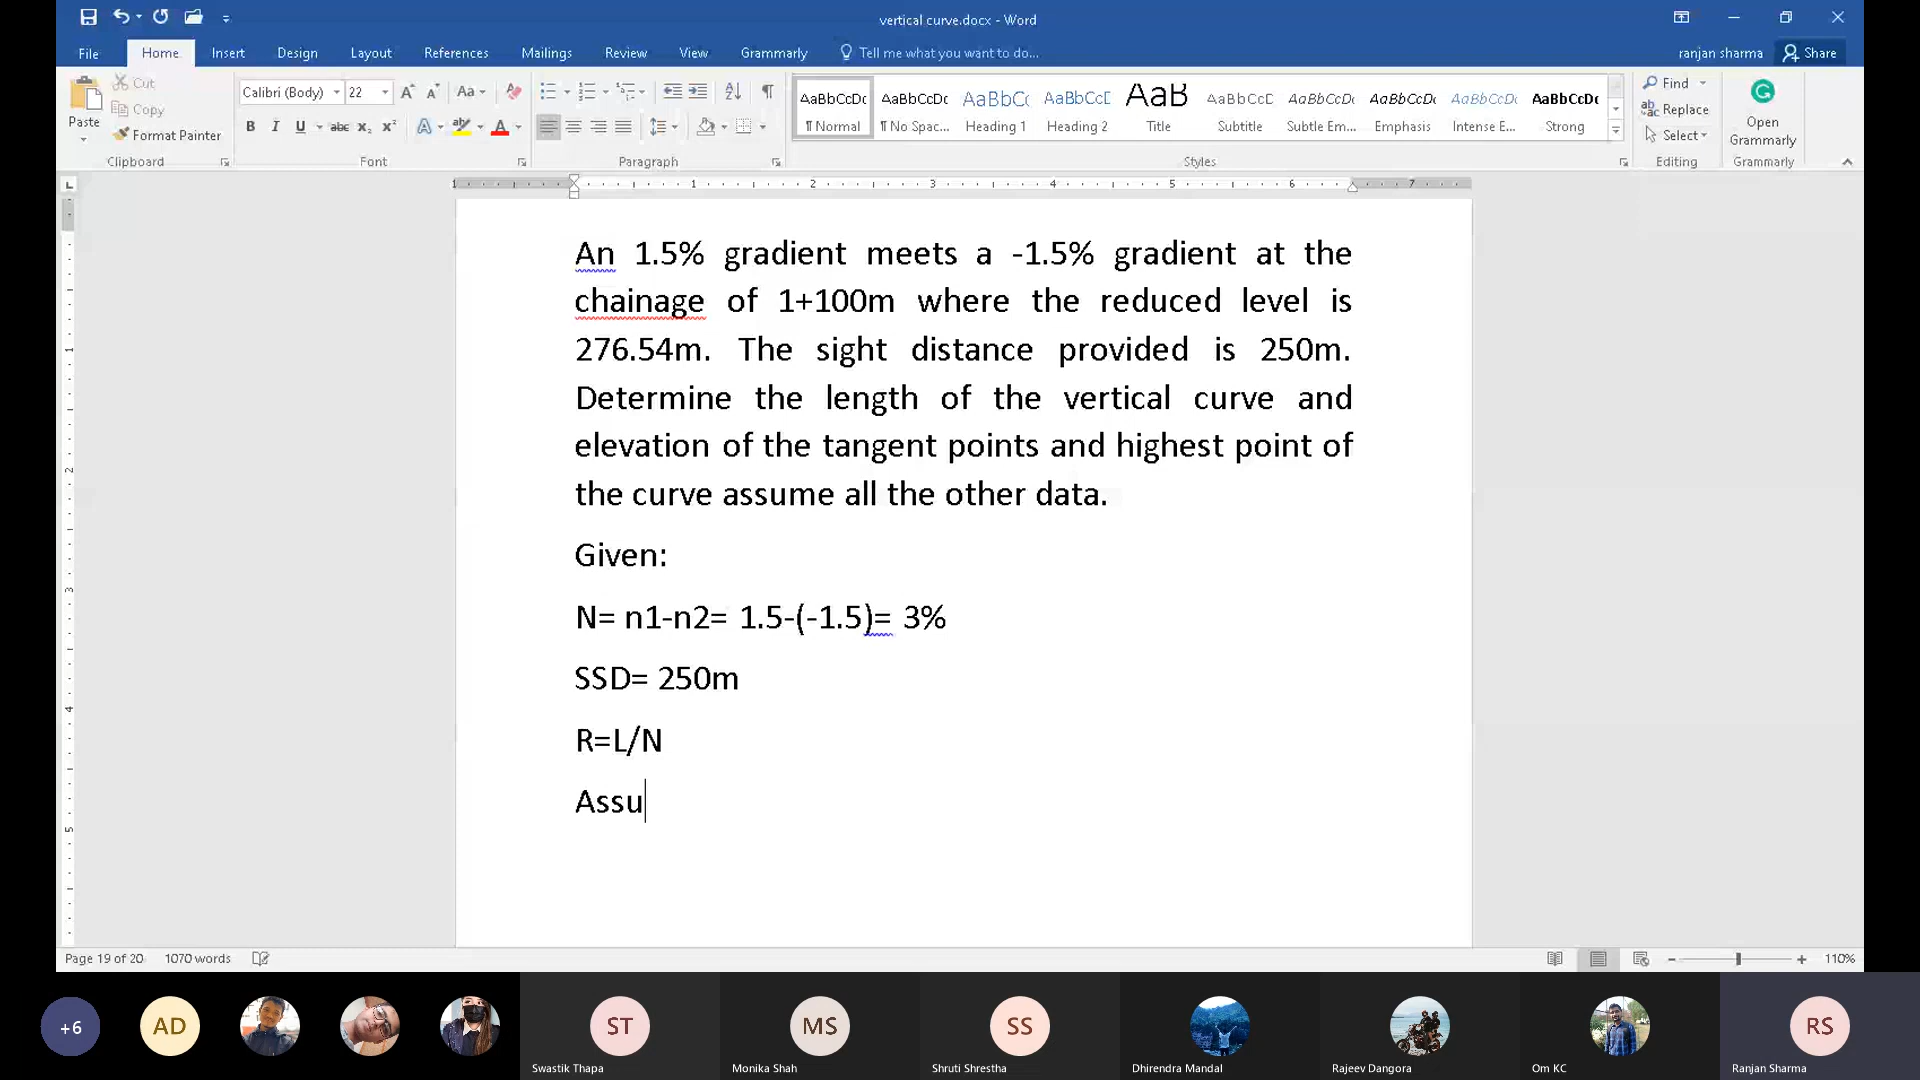 vertical curve.docx - Word
File Home Insert Design Layout References Mailings Review View Grammarly Tell me what you want to do... ranjan sharma Share
Paste
Cut
Copy
Format Painter
Clipboard
Calibri (Body) 22
Font
Paragraph
AaBbCcDc AaBbCcDc AaBbCc AaBbCcE AaB AaBbCcD AaBbCcDc AaBbCcDc AaBbCcDc AaBbCcDc
¶ Normal ¶ No Spac... Heading 1 Heading 2 Title Subtitle Subtle Em... Emphasis Intense E... Strong
Styles
Find
Replace
Select
Editing
Open
Grammarly
Grammarly
1 1 2 3 4 5 6 7
An 1.5% gradient meets a -1.5% gradient at the
chainage of 1+100m where the reduced level is
276.54m. The sight distance provided is 250m.
Determine the length of the vertical curve and
elevation of the tangent points and highest point of
the curve assume all the other data.
Given:
N= n1-n2= 1.5-(-1.5)= 3%
SSD= 250m
R=L/N
Assu
Page 19 of 20 1070 words 110%
+6 AD ST MS SS RS
Swastik Thapa Monika Shah Shruti Shrestha Dhirendra Mandal Rajeev Dangora Om KC Ranjan Sharma